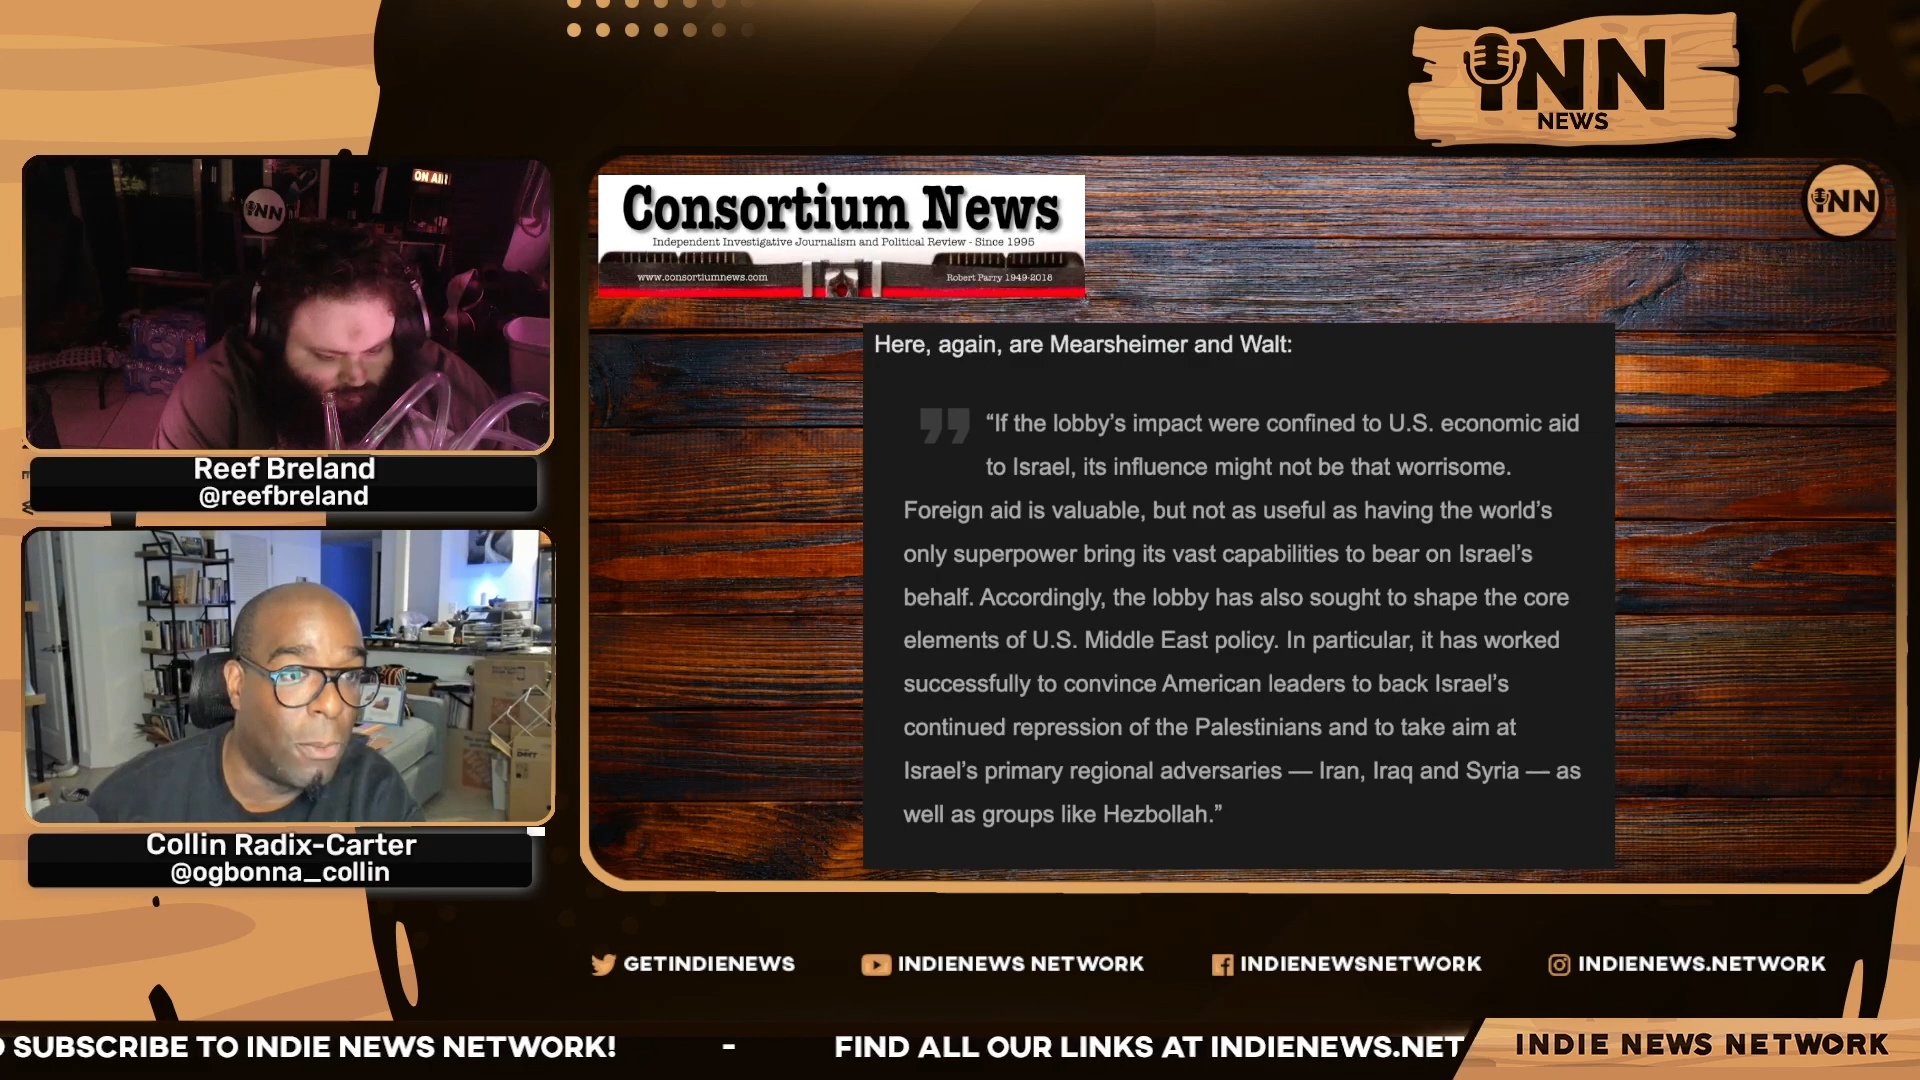 iNN
NEWS
ON AIR
iNN
Reef Breland
@reefbreland
Collin Radix-Carter
@ogbonna_collin
Consortium News
Independent Investigative Journalism and Political Review - Since 1995
www.consortiumnews.com
Robert Parry 1949-2018
iNN
Here, again, are Mearsheimer and Walt:
“If the lobby’s impact were confined to U.S. economic aid
to Israel, its influence might not be that worrisome.
Foreign aid is valuable, but not as useful as having the world’s
only superpower bring its vast capabilities to bear on Israel’s
behalf. Accordingly, the lobby has also sought to shape the core
elements of U.S. Middle East policy. In particular, it has worked
successfully to convince American leaders to back Israel’s
continued repression of the Palestinians and to take aim at
Israel’s primary regional adversaries — Iran, Iraq and Syria — as
well as groups like Hezbollah.”
GETINDIENEWS
INDIENEWS NETWORK
INDIENEWSNETWORK
INDIENEWS.NETWORK
SUBSCRIBE TO INDIE NEWS NETWORK!
-
FIND ALL OUR LINKS AT INDIENEWS.NET
INDIE NEWS NETWORK